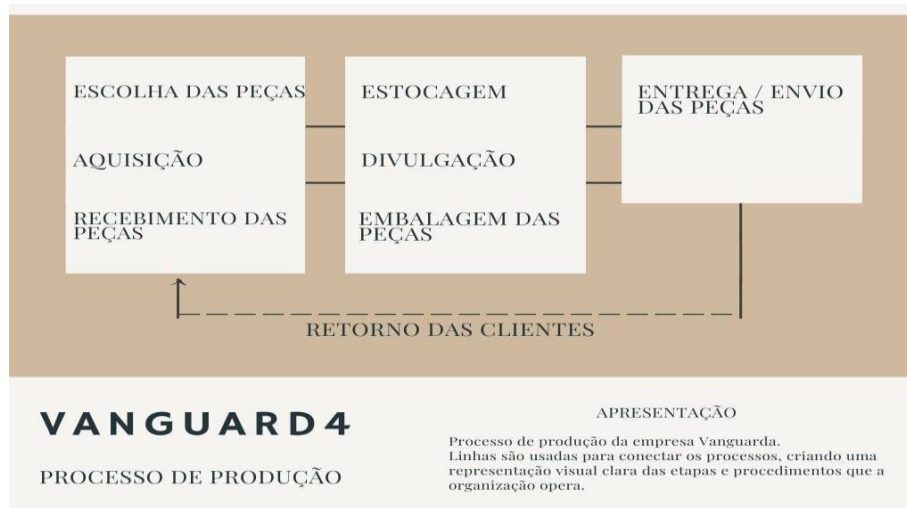 ESCOLHA DAS PEÇAS
AQUISIÇÃO
RECEBIMENTO DAS
PEÇAS
ESTOCAGEM
DIVULGAÇÃO
EMBALAGEM DAS
PEÇAS
ENTREGA / ENVIO
DAS PEÇAS
RETORNO DAS CLIENTES
VANGUARD4
PROCESSO DE PRODUÇÃO
APRESENTAÇÃO
Processo de produção da empresa Vanguarda.
Linhas são usadas para conectar os processos, criando uma
representação visual clara das etapas e procedimentos que a
organização opera.